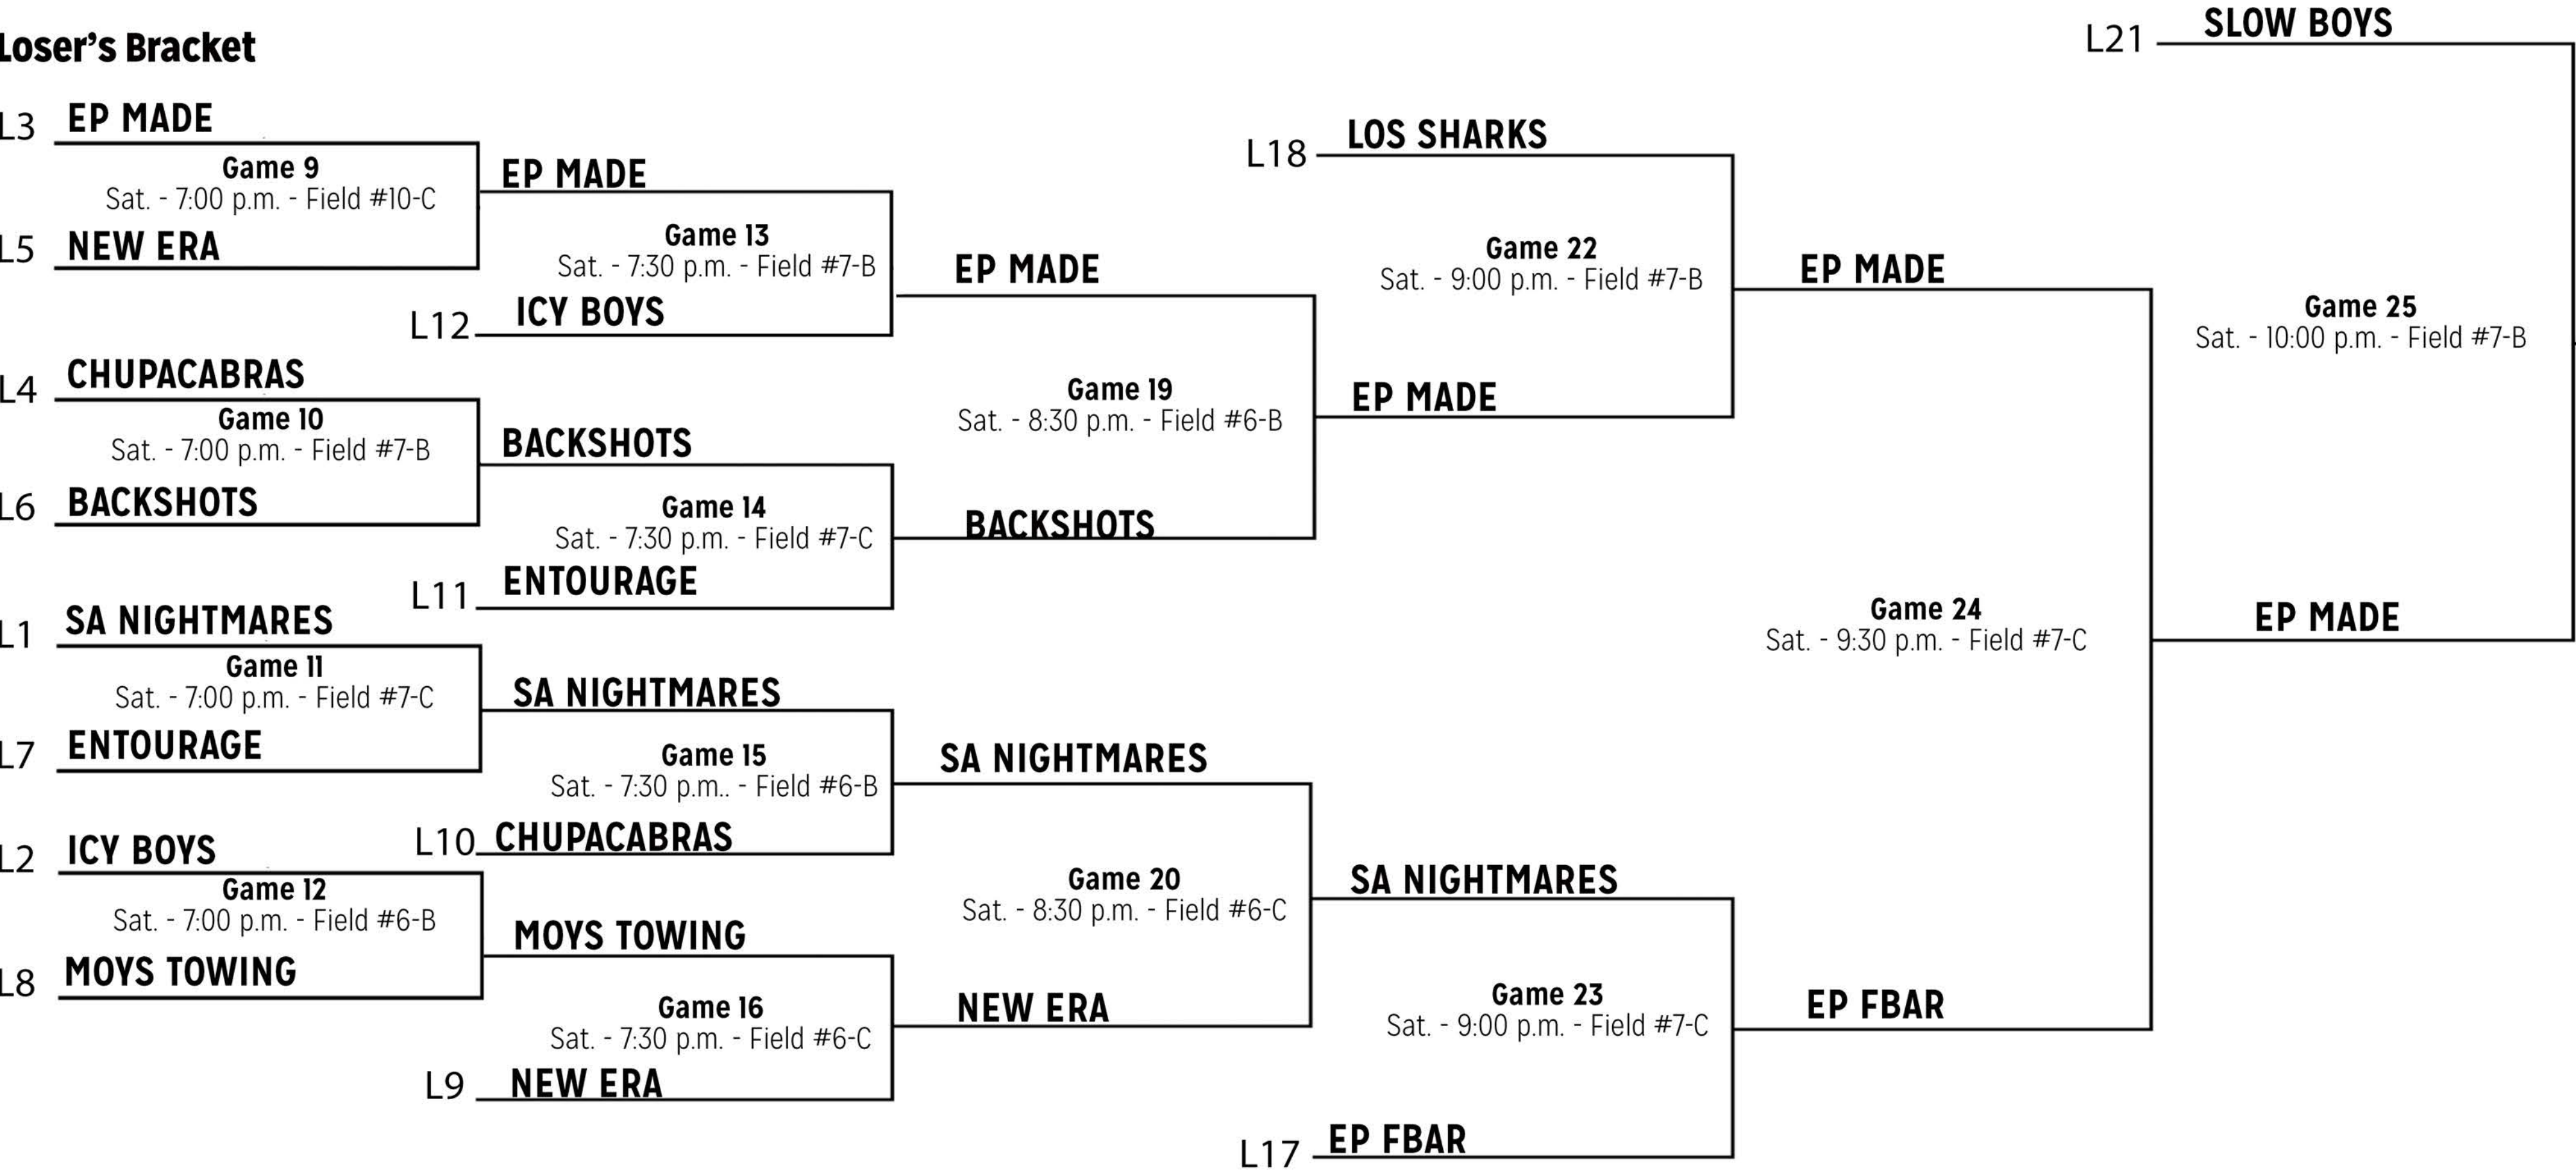 Loser's Bracket
L3 EP MADE
Game 9
Sat. - 7:00 p.m. - Field #10-C
L5 NEW ERA
EP MADE
Game 13
Sat. - 7:30 p.m. - Field #7-B
L12 ICY BOYS
L4 CHUPACABRAS
Game 10
Sat. - 7:00 p.m. - Field #7-B
L6 BACKSHOTS
BACKSHOTS
Game 14
Sat. - 7:30 p.m. - Field #7-C
L11 ENTOURAGE
L1 SA NIGHTMARES
Game 11
Sat. - 7:00 p.m. - Field #7-C
L7 ENTOURAGE
SA NIGHTMARES
Game 15
Sat. - 7:30 p.m.. - Field #6-B
L10 CHUPACABRAS
L2 ICY BOYS
Game 12
Sat. - 7:00 p.m. - Field #6-B
L8 MOYS TOWING
MOYS TOWING
Game 16
Sat. - 7:30 p.m. - Field #6-C
L9 NEW ERA
EP MADE
Game 19
Sat. - 8:30 p.m. - Field #6-B
BACKSHOTS
SA NIGHTMARES
Game 20
Sat. - 8:30 p.m. - Field #6-C
NEW ERA
L18 LOS SHARKS
Game 22
Sat. - 9:00 p.m. - Field #7-B
EP MADE
SA NIGHTMARES
Game 23
Sat. - 9:00 p.m. - Field #7-C
L17 EP FBAR
EP MADE
Game 24
Sat. - 9:30 p.m. - Field #7-C
EP FBAR
L21 SLOW BOYS
Game 25
Sat. - 10:00 p.m. - Field #7-B
EP MADE